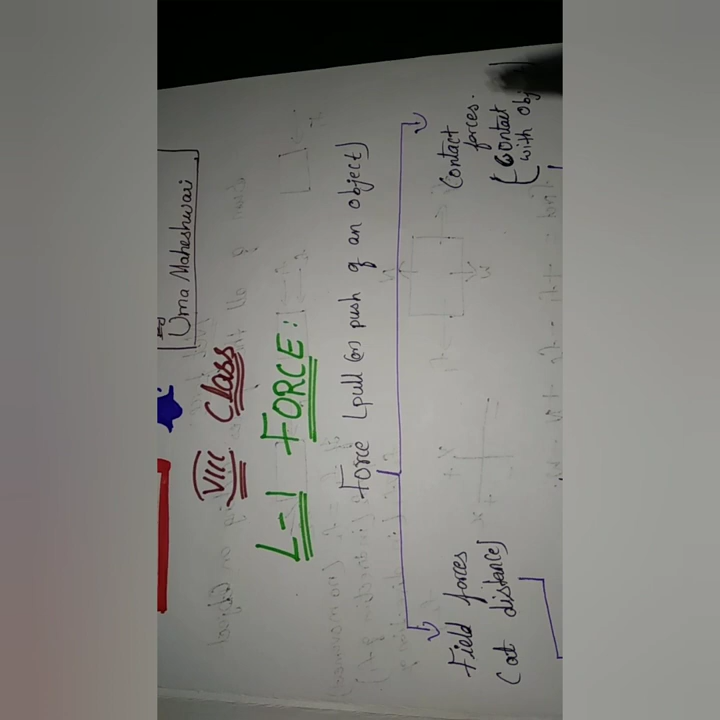 Uma Maheshwari
VIII Class
L-1 FORCE:
Force [pull (or) push of an object]
Field forces
(at distance]
Contact
forces.
[contact
with object]